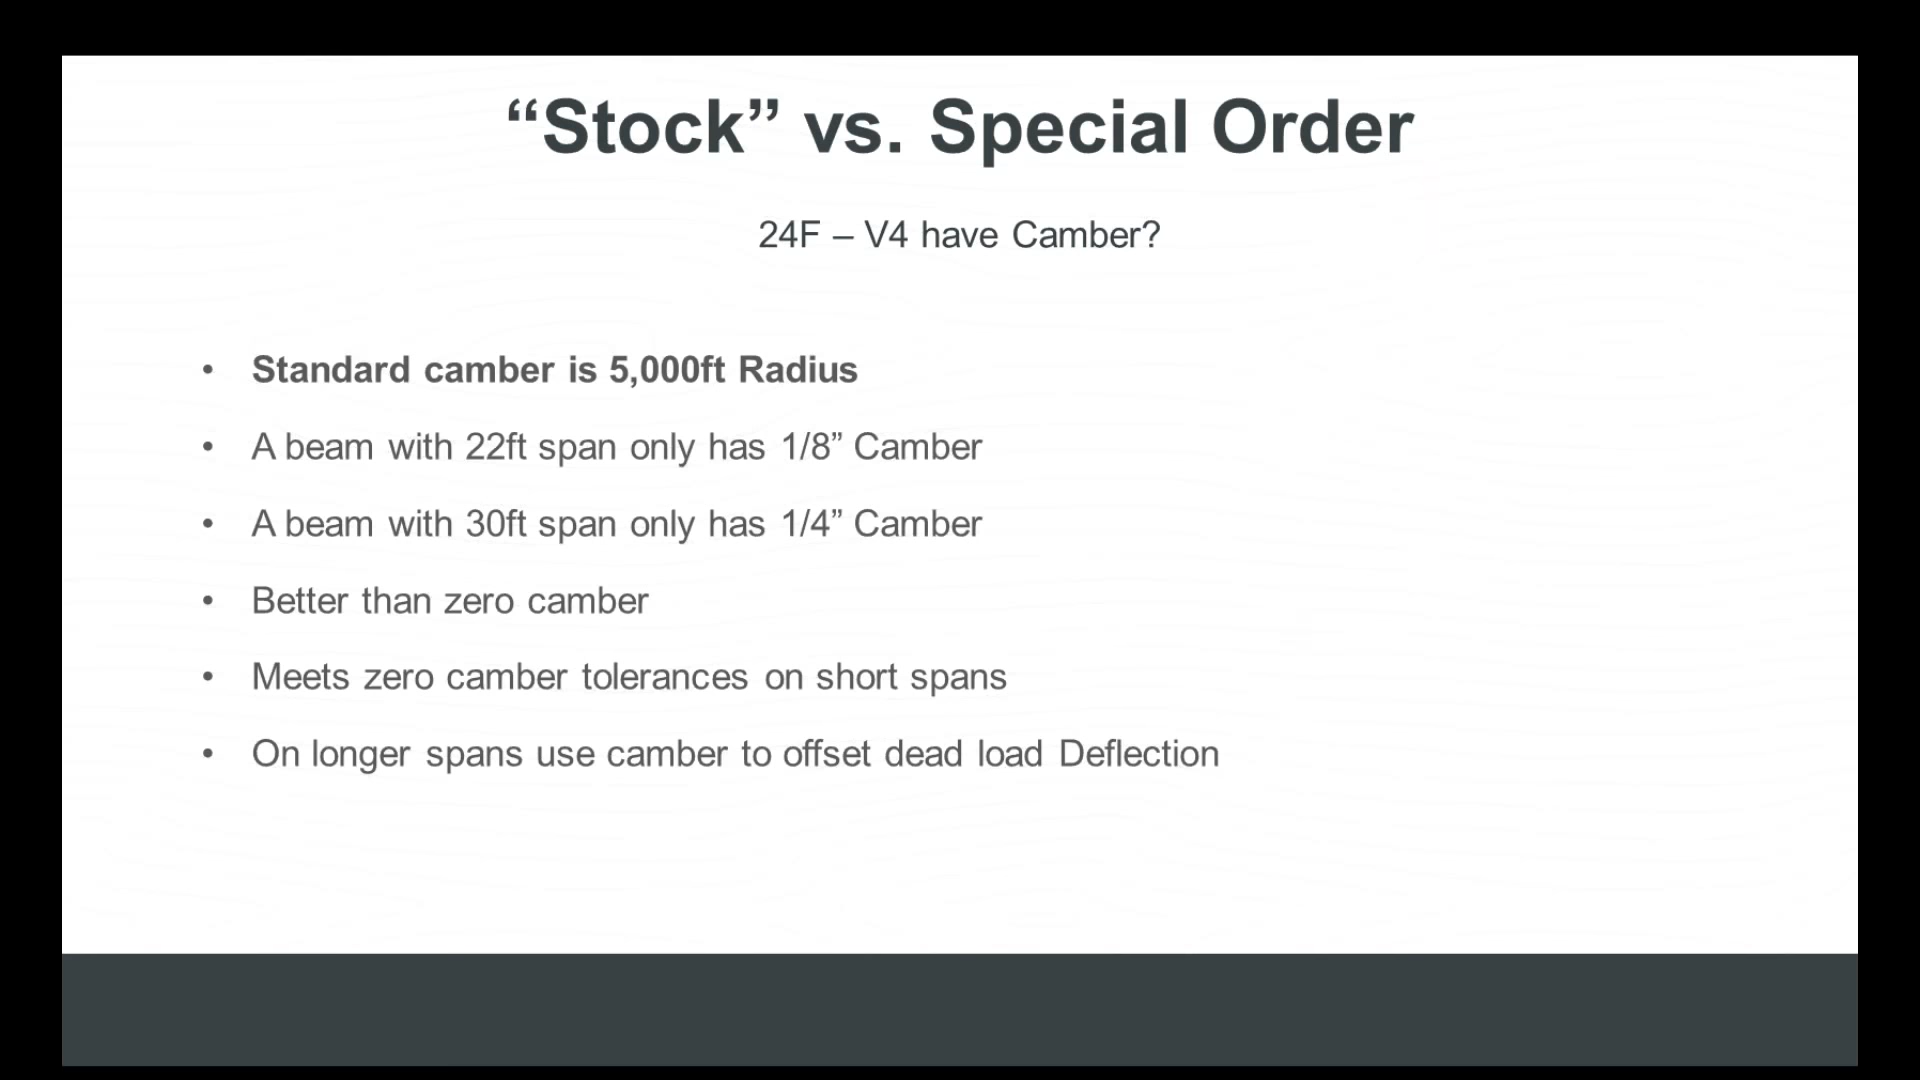 “Stock” vs. Special Order
24F – V4 have Camber?
• Standard camber is 5,000ft Radius
• A beam with 22ft span only has 1/8” Camber
• A beam with 30ft span only has 1/4” Camber
• Better than zero camber
• Meets zero camber tolerances on short spans
• On longer spans use camber to offset dead load Deflection